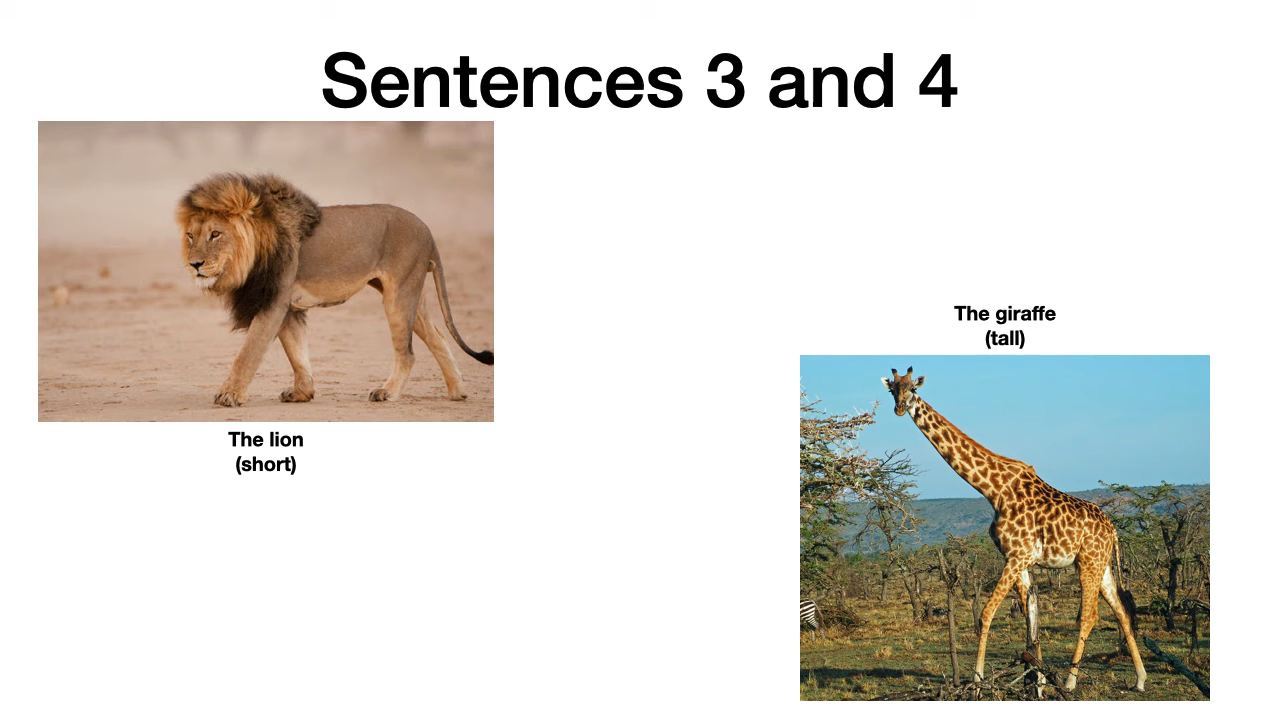 Sentences 3 and 4
The lion
(short)
The giraffe
(tall)